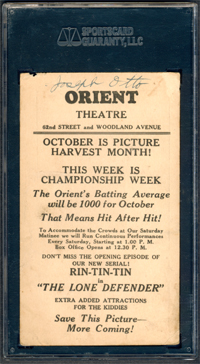 SPORTSCARD
GUARANTY, LLC
Joseph Otto
ORIENT
THEATRE
62nd STREET and WOODLAND AVENUE
OCTOBER IS PICTURE
HARVEST MONTH!
THIS WEEK IS
CHAMPIONSHIP WEEK
The Orient's Batting Average
will be 1000 for October
That Means Hit After Hit!
To Accommodate the Crowds at Our Saturday
Matinee we will Run Continuous Performances
Every Saturday, Starting at 1.00 P. M.
Box Office Opens at 12.30 P. M.
DON'T MISS THE OPENING EPISODE OF
OUR NEW SERIAL!
RIN-TIN-TIN
in
"THE LONE DEFENDER"
EXTRA ADDED ATTRACTIONS
FOR THE KIDDIES
Save This Picture—
More Coming!